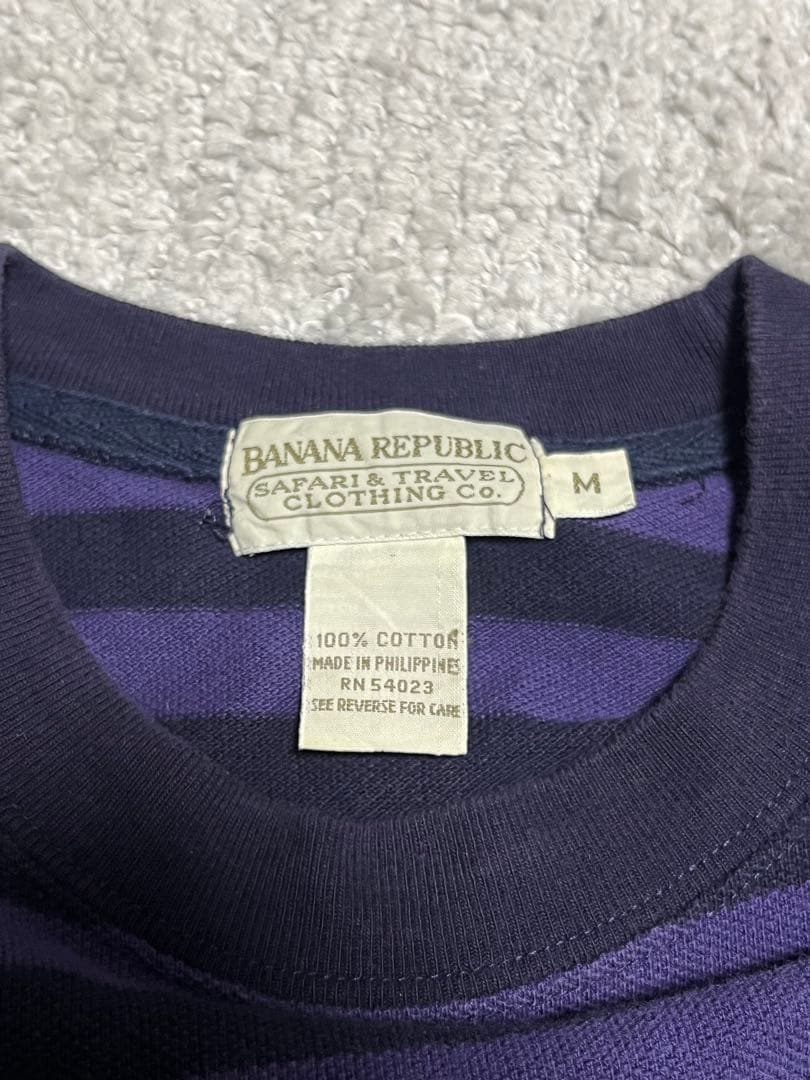 BANANA REPUBLIC
SAFARI & TRAVEL
CLOTHING CO.
M
100% COTTON
MADE IN PHILIPPINES
RN 54023
SEE REVERSE FOR CARE